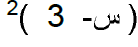 ( س- 3 )²